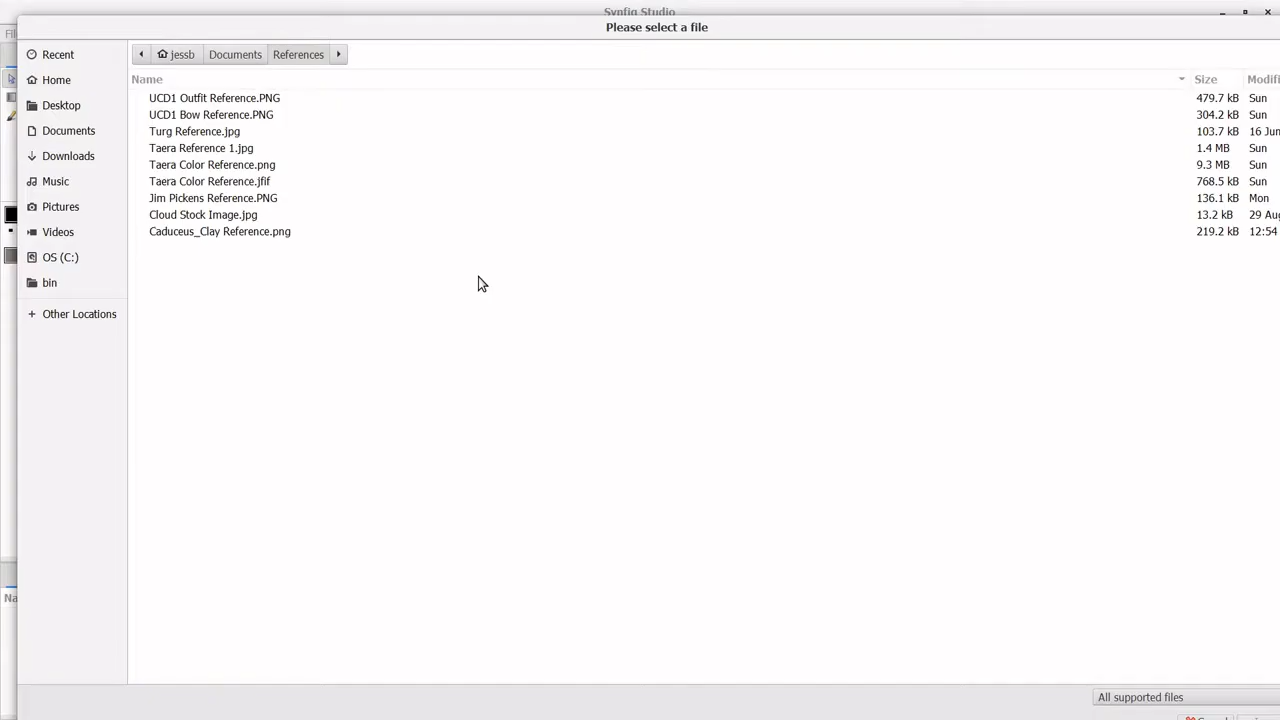 Synfig Studio
Please select a file
Recent
Home
Desktop
Documents
Downloads
Music
Pictures
Videos
OS (C:)
bin
Other Locations
jessb Documents References
Name Size Modifi
UCD1 Outfit Reference.PNG 479.7 kB Sun
UCD1 Bow Reference.PNG 304.2 kB Sun
Turg Reference.jpg 103.7 kB 16 Jun
Taera Reference 1.jpg 1.4 MB Sun
Taera Color Reference.png 9.3 MB Sun
Taera Color Reference.jfif 768.5 kB Sun
Jim Pickens Reference.PNG 136.1 kB Mon
Cloud Stock Image.jpg 13.2 kB 29 Aug
Caduceus_Clay Reference.png 219.2 kB 12:54
Na
All supported files